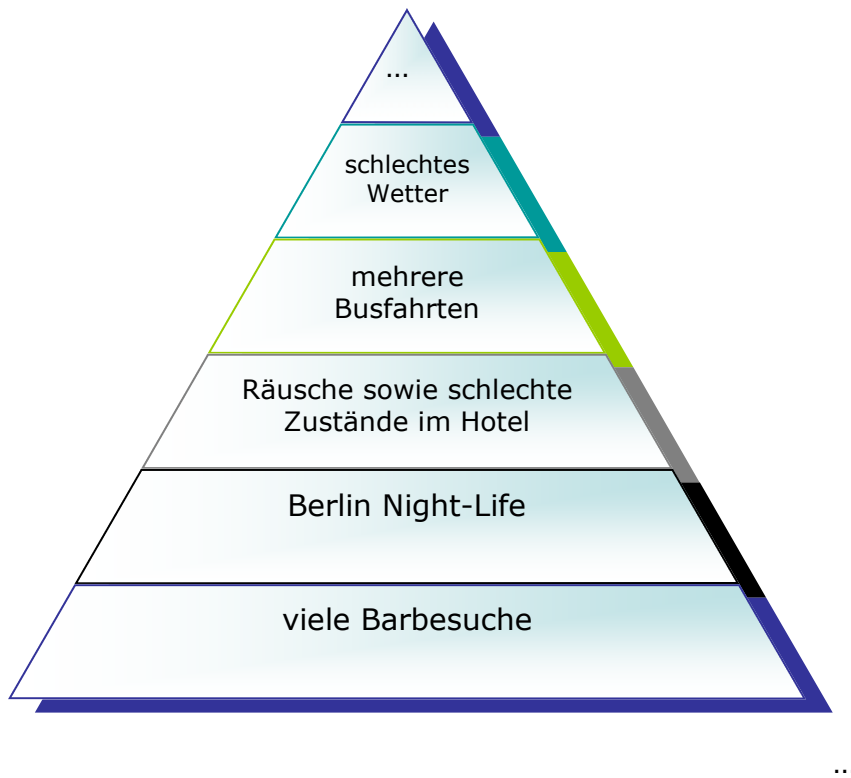 ...
schlechtes
Wetter
mehrere
Busfahrten
Räusche sowie schlechte
Zustände im Hotel
Berlin Night-Life
viele Barbesuche